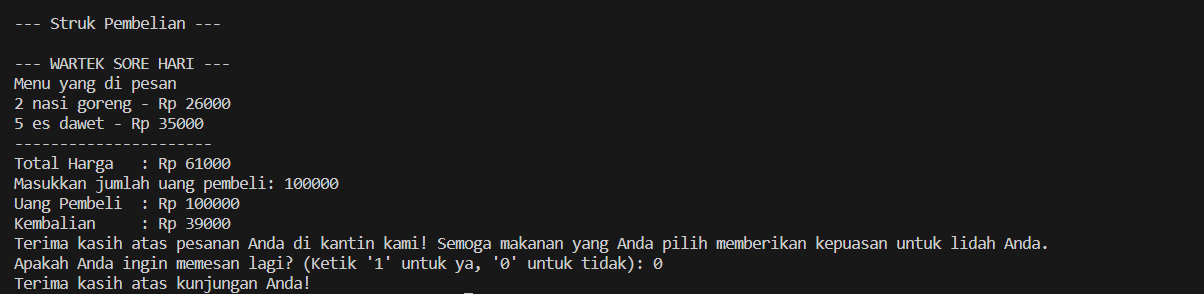 --- Struk Pembelian ---
--- WARTEK SORE HARI ---
Menu yang di pesan
2 nasi goreng - Rp 26000
5 es dawet - Rp 35000
----------------------
Total Harga   : Rp 61000
Masukkan jumlah uang pembeli: 100000
Uang Pembeli  : Rp 100000
Kembalian     : Rp 39000
Terima kasih atas pesanan Anda di kantin kami! Semoga makanan yang Anda pilih memberikan kepuasan untuk lidah Anda.
Apakah Anda ingin memesan lagi? (Ketik '1' untuk ya, '0' untuk tidak): 0
Terima kasih atas kunjungan Anda!